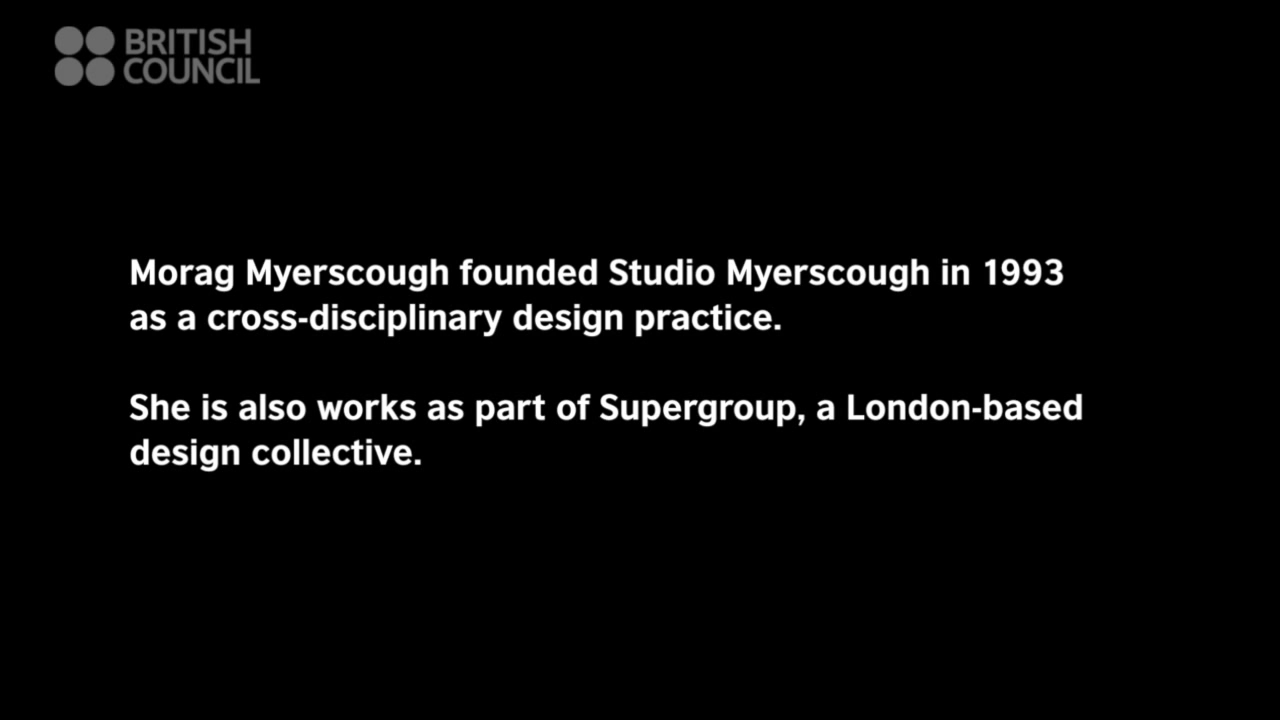 BRITISH
COUNCIL
Morag Myerscough founded Studio Myerscough in 1993
as a cross-disciplinary design practice.
She is also works as part of Supergroup, a London-based
design collective.